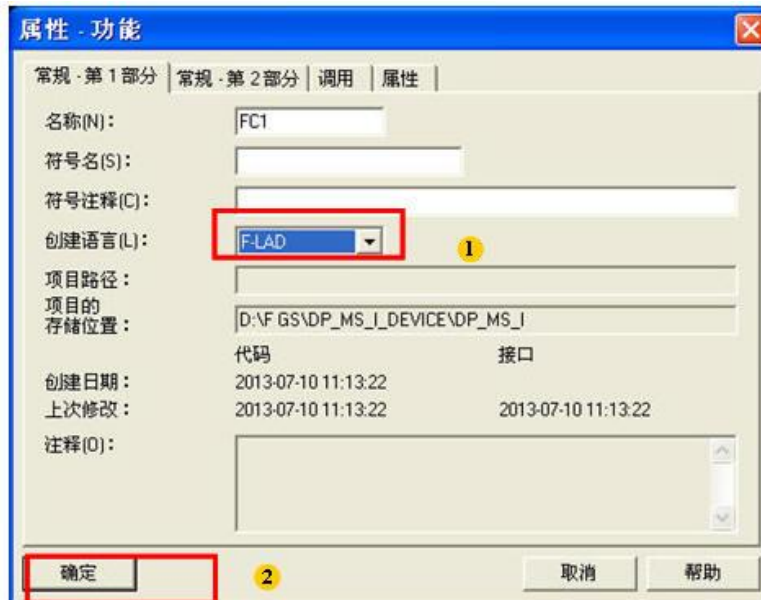 属性 - 功能
常规 - 第 1 部分 常规 - 第 2 部分 调用 属性
名称(N): FC1
符号名(S):
符号注释(C):
创建语言(L): F-LAD 1
项目路径:
项目的
存储位置: D:\F GS\DP_MS_I_DEVICE\DP_MS_I
代码 接口
创建日期: 2013-07-10 11:13:22
上次修改: 2013-07-10 11:13:22 2013-07-10 11:13:22
注释(O):
确定 2 取消 帮助